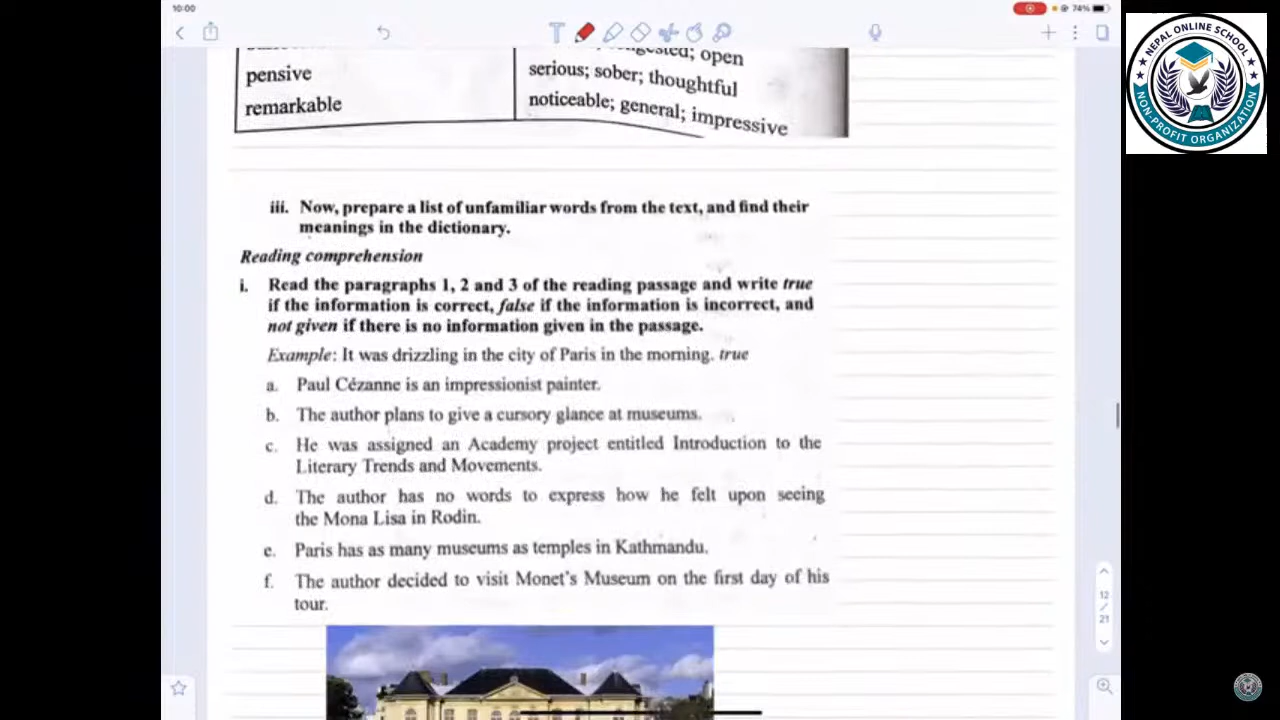 10:00
74%
T
NEPAL ONLINE SCHOOL
NON-PROFIT ORGANIZATION
open
pensive
serious; sober; thoughtful
remarkable
noticeable; general; impressive
iii. Now, prepare a list of unfamiliar words from the text, and find their
meanings in the dictionary.
Reading comprehension
i. Read the paragraphs 1, 2 and 3 of the reading passage and write true
if the information is correct, false if the information is incorrect, and
not given if there is no information given in the passage.
Example: It was drizzling in the city of Paris in the morning. true
a. Paul Cézanne is an impressionist painter.
b. The author plans to give a cursory glance at museums.
c. He was assigned an Academy project entitled Introduction to the
Literary Trends and Movements.
d. The author has no words to express how he felt upon seeing
the Mona Lisa in Rodin.
e. Paris has as many museums as temples in Kathmandu.
f. The author decided to visit Monet's Museum on the first day of his
tour.
12
/
21